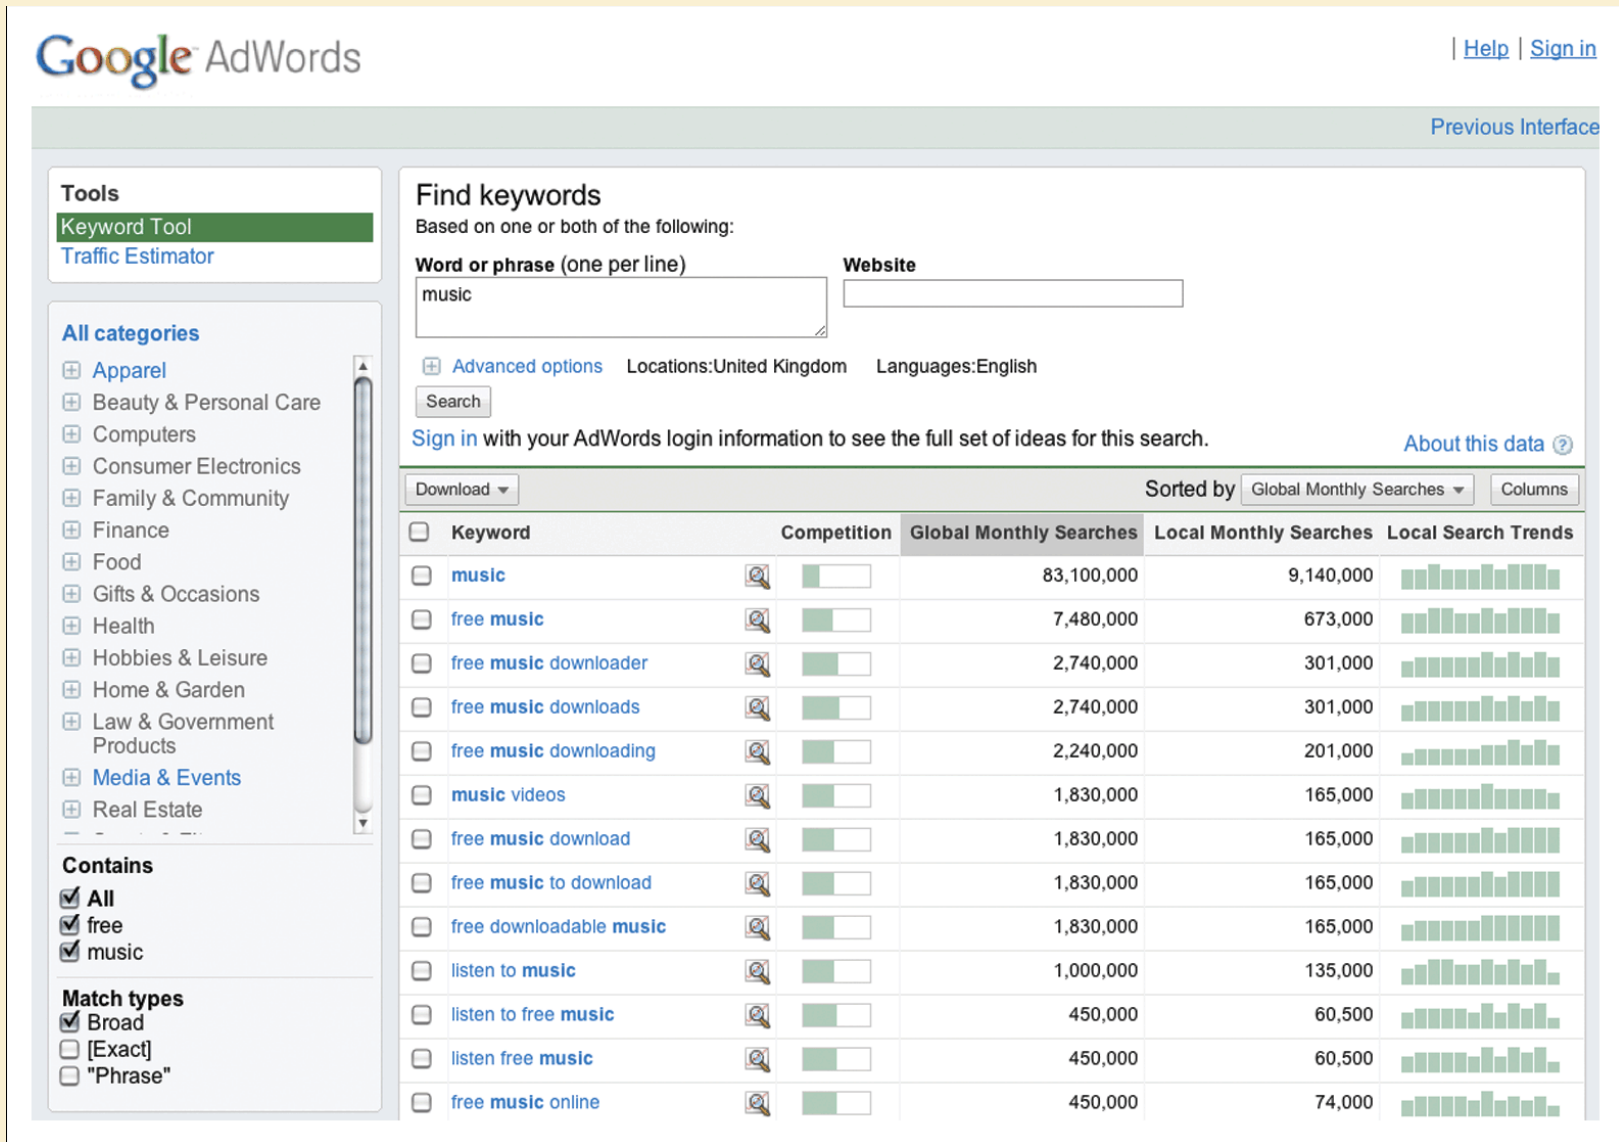 Google AdWords
| Help | Sign in
Previous Interface
Tools
Keyword Tool
Traffic Estimator
All categories
Apparel
Beauty & Personal Care
Computers
Consumer Electronics
Family & Community
Finance
Food
Gifts & Occasions
Health
Hobbies & Leisure
Home & Garden
Law & Government
Products
Media & Events
Real Estate
Contains
All
free
music
Match types
Broad
[Exact]
"Phrase"
Find keywords
Based on one or both of the following:
Word or phrase (one per line) Website
music
Advanced options Locations:United Kingdom Languages:English
Search
Sign in with your AdWords login information to see the full set of ideas for this search.
About this data ?
Download Sorted by Global Monthly Searches Columns
Keyword Competition Global Monthly Searches Local Monthly Searches Local Search Trends
music 83,100,000 9,140,000
free music 7,480,000 673,000
free music downloader 2,740,000 301,000
free music downloads 2,740,000 301,000
free music downloading 2,240,000 201,000
music videos 1,830,000 165,000
free music download 1,830,000 165,000
free music to download 1,830,000 165,000
free downloadable music 1,830,000 165,000
listen to music 1,000,000 135,000
listen to free music 450,000 60,500
listen free music 450,000 60,500
free music online 450,000 74,000